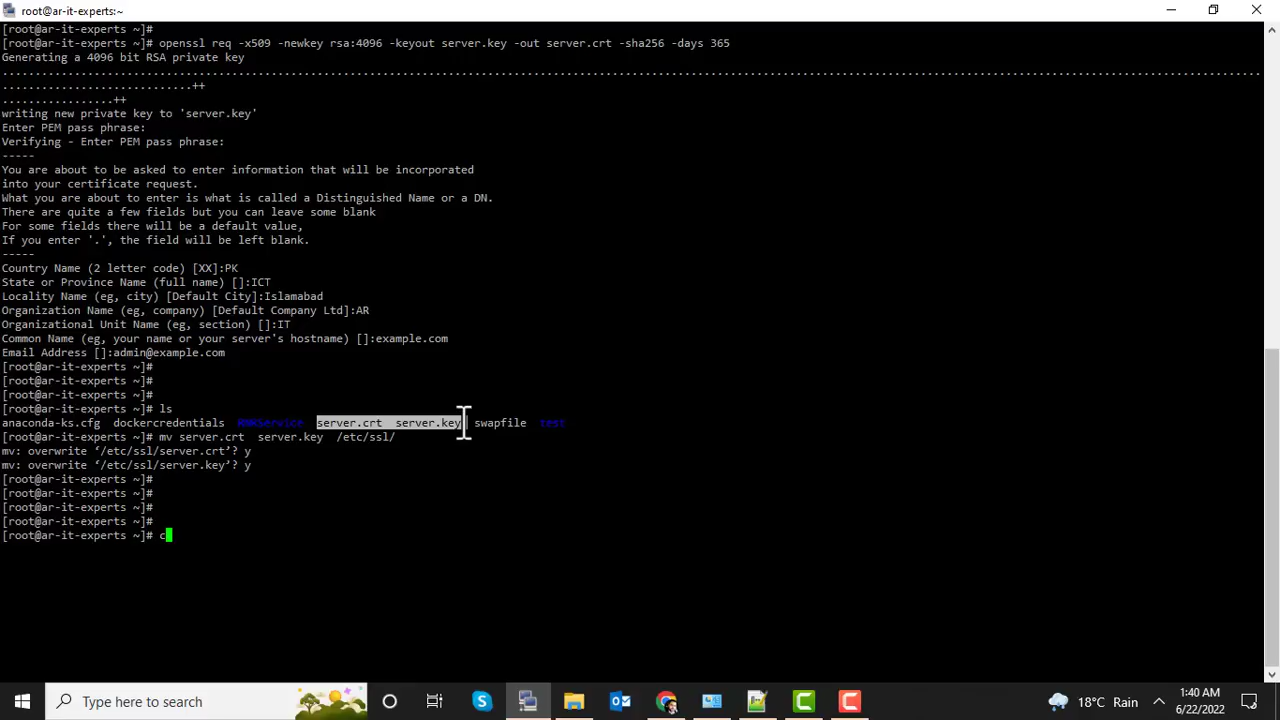 root@ar-it-experts:~
[root@ar-it-experts ~]#
[root@ar-it-experts ~]# openssl req -x509 -newkey rsa:4096 -keyout server.key -out server.crt -sha256 -days 365
Generating a 4096 bit RSA private key
............................................................................................................................................................................................
.............................++
.................++
writing new private key to 'server.key'
Enter PEM pass phrase:
Verifying - Enter PEM pass phrase:
-----
You are about to be asked to enter information that will be incorporated
into your certificate request.
What you are about to enter is what is called a Distinguished Name or a DN.
There are quite a few fields but you can leave some blank
For some fields there will be a default value,
If you enter '.', the field will be left blank.
-----
Country Name (2 letter code) [XX]:PK
State or Province Name (full name) []:ICT
Locality Name (eg, city) [Default City]:Islamabad
Organization Name (eg, company) [Default Company Ltd]:AR
Organizational Unit Name (eg, section) []:IT
Common Name (eg, your name or your server's hostname) []:example.com
Email Address []:admin@example.com
[root@ar-it-experts ~]#
[root@ar-it-experts ~]#
[root@ar-it-experts ~]#
[root@ar-it-experts ~]# ls
anaconda-ks.cfg  dockercredentials  RMRService  server.crt  server.key  swapfile  test
[root@ar-it-experts ~]# mv server.crt  server.key  /etc/ssl/
mv: overwrite ‘/etc/ssl/server.crt’? y
mv: overwrite ‘/etc/ssl/server.key’? y
[root@ar-it-experts ~]#
[root@ar-it-experts ~]#
[root@ar-it-experts ~]#
[root@ar-it-experts ~]#
[root@ar-it-experts ~]# c
Type here to search
18°C Rain
1:40 AM
6/22/2022